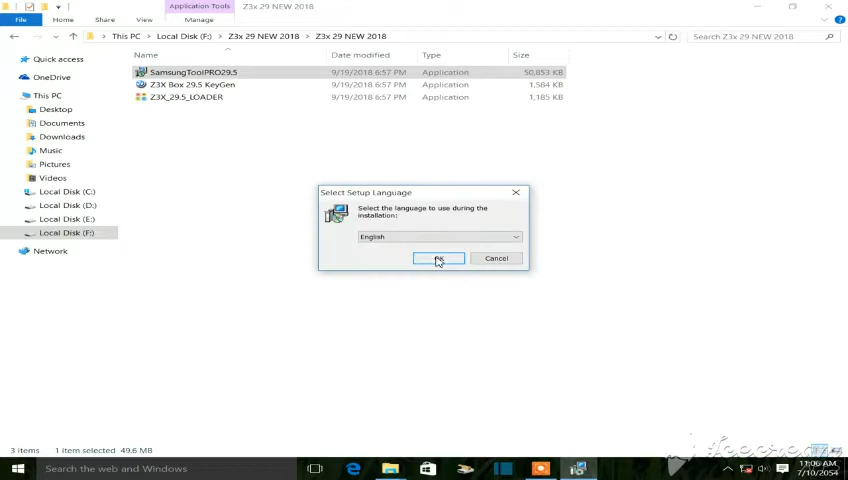 Application Tools
Z3x 29 NEW 2018
File
Home
Share
View
Manage
This PC
Local Disk (F:)
Z3x 29 NEW 2018
Z3x 29 NEW 2018
Search Z3x 29 NEW 2018
Name
Date modified
Type
Size
Quick access
OneDrive
This PC
Desktop
Documents
Downloads
Music
Pictures
Videos
Local Disk (C:)
Local Disk (D:)
Local Disk (E:)
Local Disk (F:)
Network
SamsungToolPRO29.5 9/19/2018 6:57 PM Application 50,853 KB
Z3X Box 29.5 KeyGen 9/19/2018 6:57 PM Application 1,584 KB
Z3X_29.5_LOADER 9/19/2018 6:57 PM Application 1,185 KB
Select Setup Language
Select the language to use during the
installation:
English
OK
Cancel
3 items
1 item selected 49.6 MB
icecream
Search the web and Windows
11:06 AM
7/10/2054